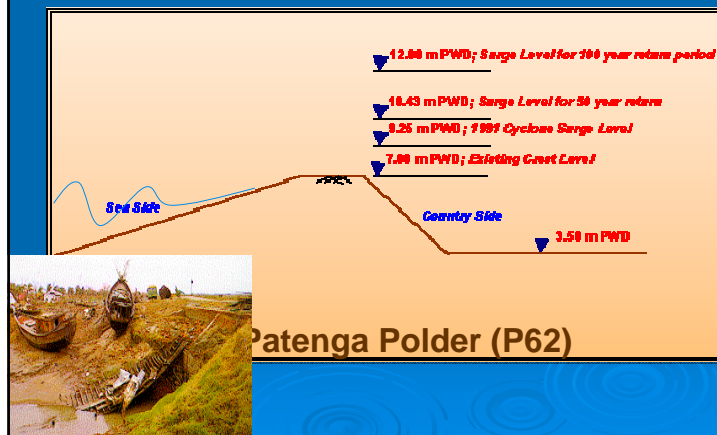 12.00 mPWD; Surge Level for 100 year return period
10.43 mPWD; Surge Level for 50 year return
9.25 mPWD; 1991 Cyclone Surge Level
7.00 mPWD; Existing Crest Level
Sea Side
Country Side
3.50 m PWD
Patenga Polder (P62)